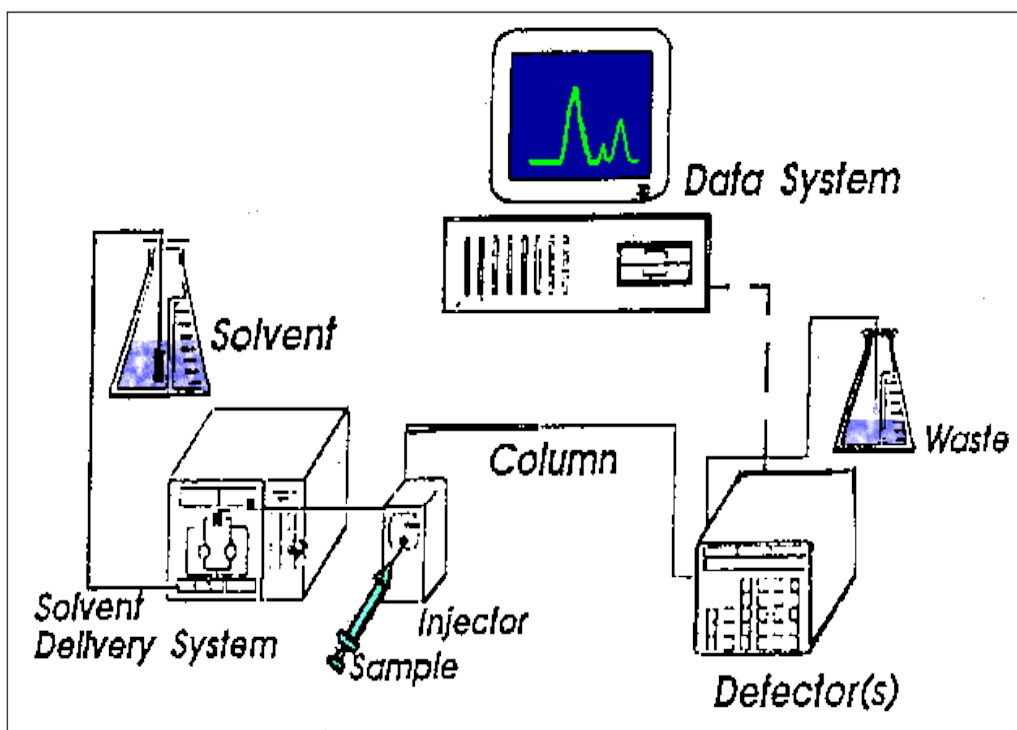 Data System
Solvent
Column
Waste
Solvent
Delivery System
Injector
Sample
Detector(s)